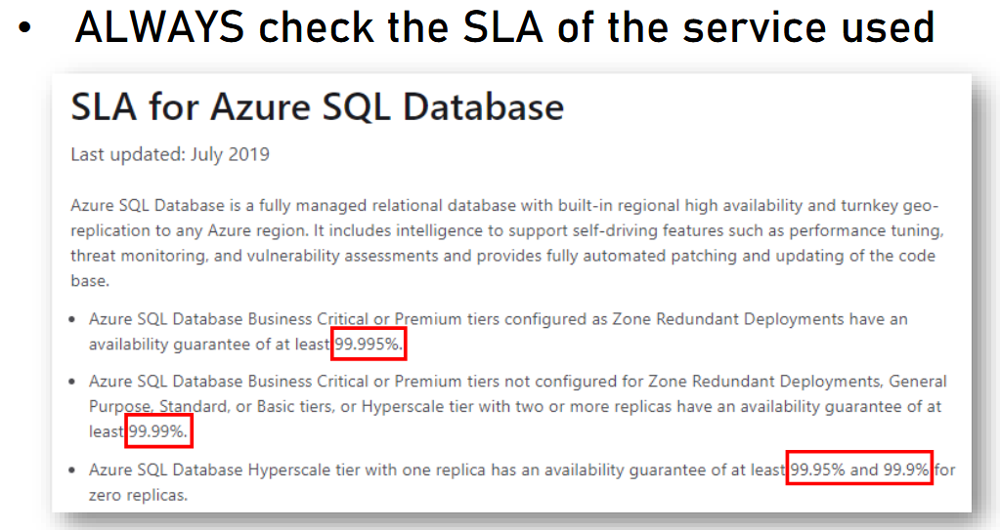 • ALWAYS check the SLA of the service used
SLA for Azure SQL Database
Last updated: July 2019
Azure SQL Database is a fully managed relational database with built-in regional high availability and turnkey geo-
replication to any Azure region. It includes intelligence to support self-driving features such as performance tuning,
threat monitoring, and vulnerability assessments and provides fully automated patching and updating of the code
base.
• Azure SQL Database Business Critical or Premium tiers configured as Zone Redundant Deployments have an
availability guarantee of at least 99.995%.
• Azure SQL Database Business Critical or Premium tiers not configured for Zone Redundant Deployments, General
Purpose, Standard, or Basic tiers, or Hyperscale tier with two or more replicas have an availability guarantee of at
least 99.99%.
• Azure SQL Database Hyperscale tier with one replica has an availability guarantee of at least 99.95% and 99.9% for
zero replicas.